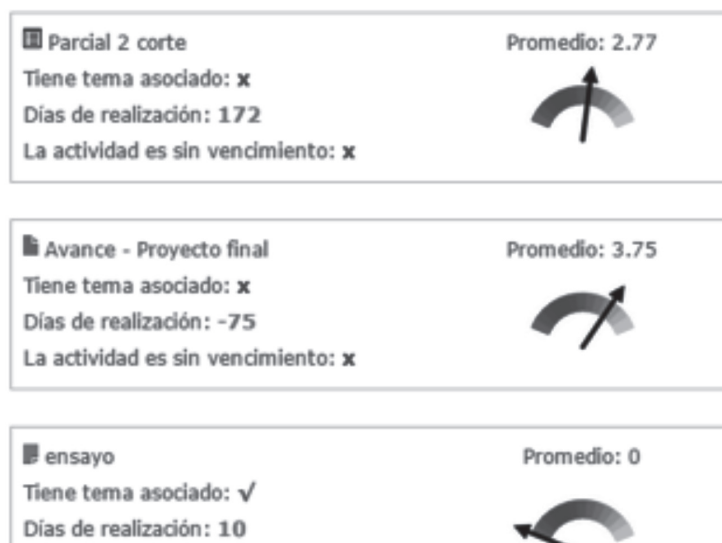 Parcial 2 corte
Promedio: 2.77
Tiene tema asociado: x
Días de realización: 172
La actividad es sin vencimiento: x
Avance - Proyecto final
Promedio: 3.75
Tiene tema asociado: x
Días de realización: -75
La actividad es sin vencimiento: x
ensayo
Promedio: 0
Tiene tema asociado: √
Días de realización: 10